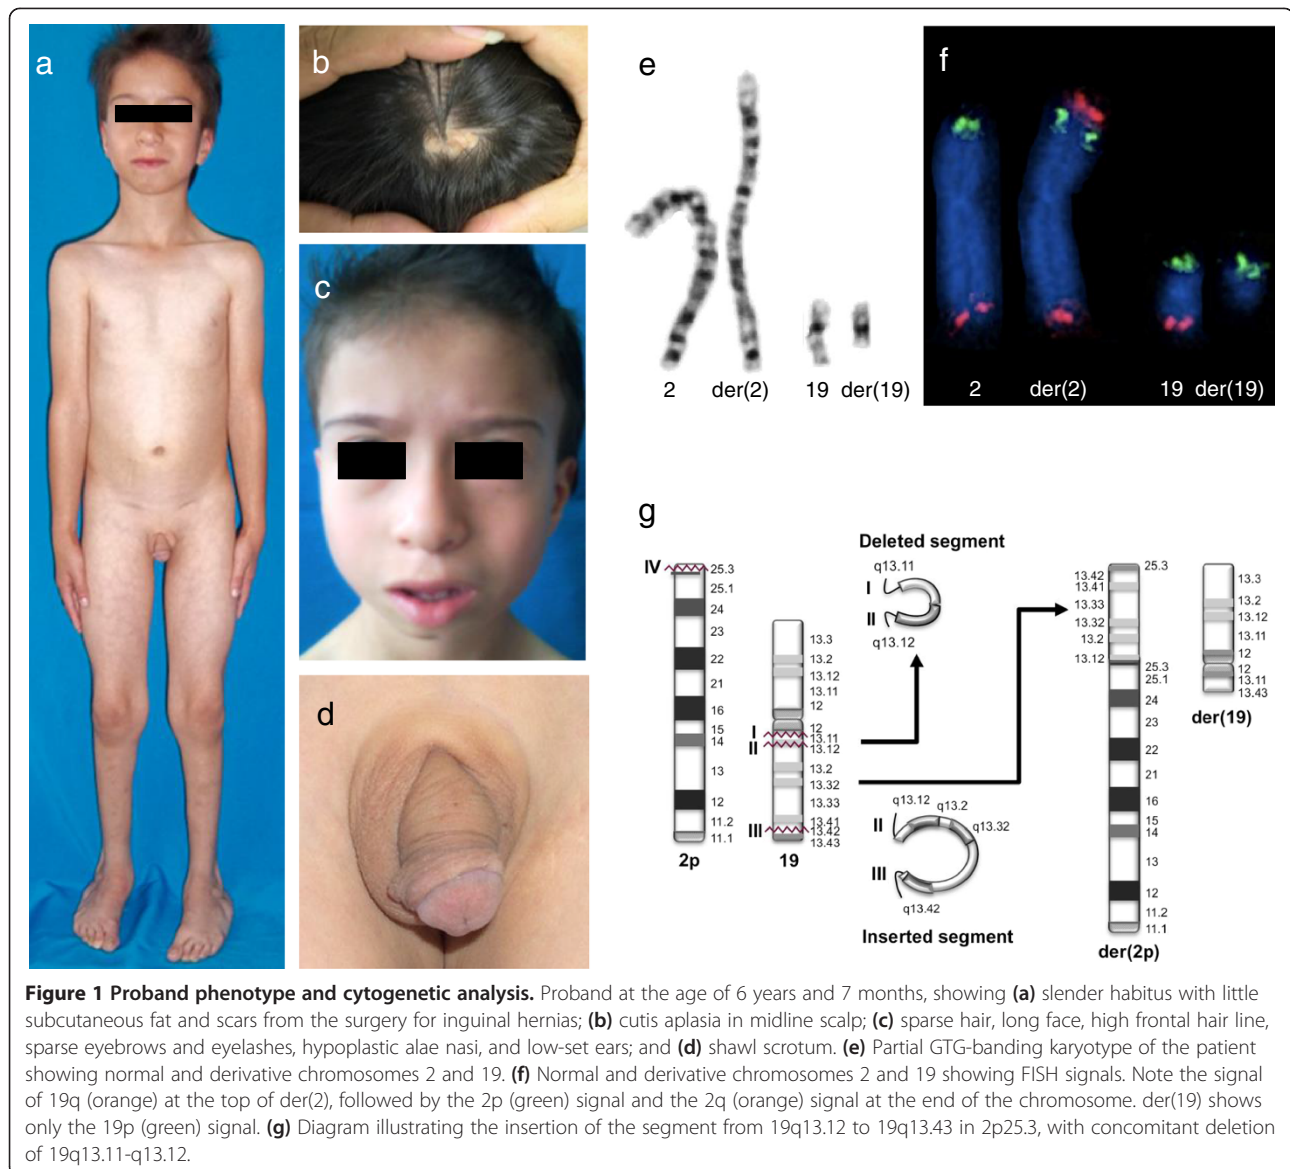 a
b
c
d
e
2 der(2) 19 der(19)
f
2 der(2) 19 der(19)
g
IV
25.3
25.1
24
23
22
21
16
15
14
13
12
11.2
11.1
2p
13.3
13.2
13.12
13.11
12
I
12
13.11
II
13.12
13.2
13.32
13.33
13.41
III
13.42
13.43
19
Deleted segment
q13.11
I
II
q13.12
q13.12
q13.2
q13.32
II
III
q13.42
Inserted segment
25.3
13.42
13.41
13.33
13.32
13.2
13.12
25.3
25.1
24
23
22
21
16
15
14
13
12
11.2
11.1
der(2p)
13.3
13.2
13.12
13.11
12
12
13.11
13.43
der(19)
Figure 1 Proband phenotype and cytogenetic analysis. Proband at the age of 6 years and 7 months, showing (a) slender habitus with little
subcutaneous fat and scars from the surgery for inguinal hernias; (b) cutis aplasia in midline scalp; (c) sparse hair, long face, high frontal hair line,
sparse eyebrows and eyelashes, hypoplastic alae nasi, and low-set ears; and (d) shawl scrotum. (e) Partial GTG-banding karyotype of the patient
showing normal and derivative chromosomes 2 and 19. (f) Normal and derivative chromosomes 2 and 19 showing FISH signals. Note the signal
of 19q (orange) at the top of der(2), followed by the 2p (green) signal and the 2q (orange) signal at the end of the chromosome. der(19) shows
only the 19p (green) signal. (g) Diagram illustrating the insertion of the segment from 19q13.12 to 19q13.43 in 2p25.3, with concomitant deletion
of 19q13.11-q13.12.